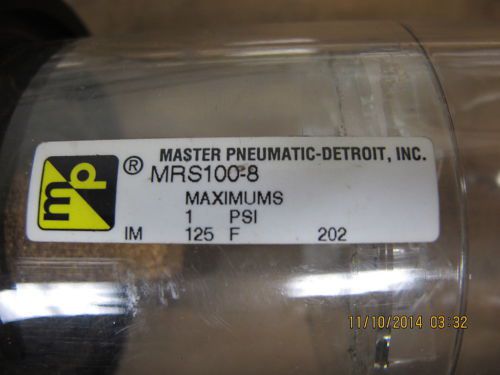 mp ® MASTER PNEUMATIC-DETROIT, INC.
MRS100-8
MAXIMUMS
1 PSI
IM 125 F 202
11/10/2014 03:32